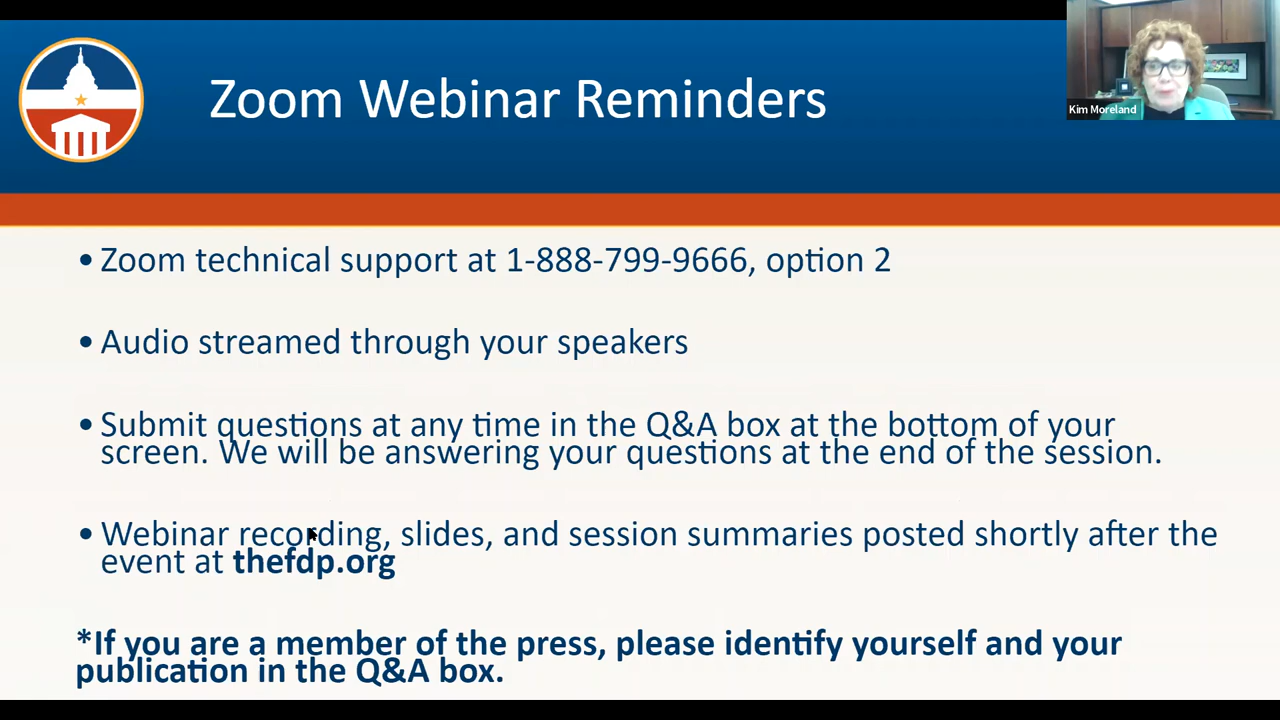 Zoom Webinar Reminders
Kim Moreland
•Zoom technical support at 1-888-799-9666, option 2
•Audio streamed through your speakers
•Submit questions at any time in the Q&A box at the bottom of your
screen. We will be answering your questions at the end of the session.
•Webinar recording, slides, and session summaries posted shortly after the
event at thefdp.org
*If you are a member of the press, please identify yourself and your
publication in the Q&A box.